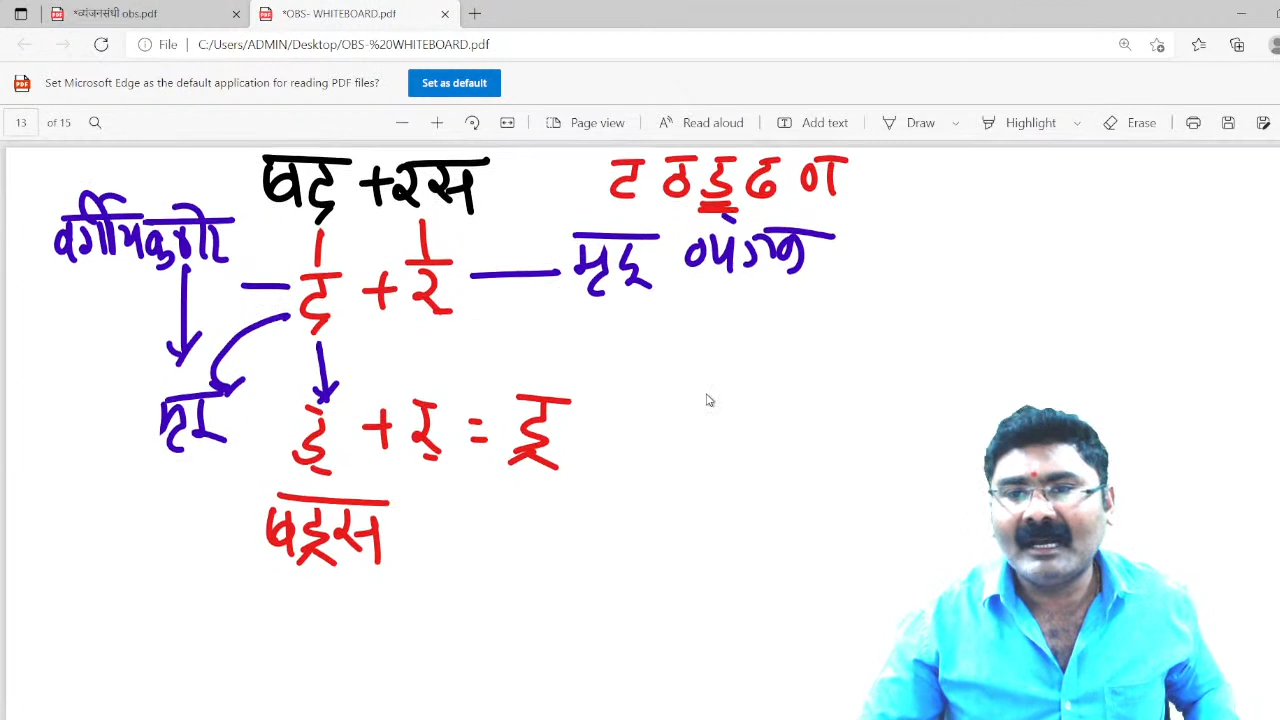 *व्यंजनसंधी obs.pdf
*OBS- WHITEBOARD.pdf
File C:/Users/ADMIN/Desktop/OBS-%20WHITEBOARD.pdf
Set Microsoft Edge as the default application for reading PDF files? Set as default
13 of 15 Page view Read aloud Add text Draw Highlight Erase
षट् + रस ट ठ ड ढ ण
वर्गीय कठोर
ट् + र मृदू व्यंजन
मृदू
ड् + र् = ड्र
षड्रस